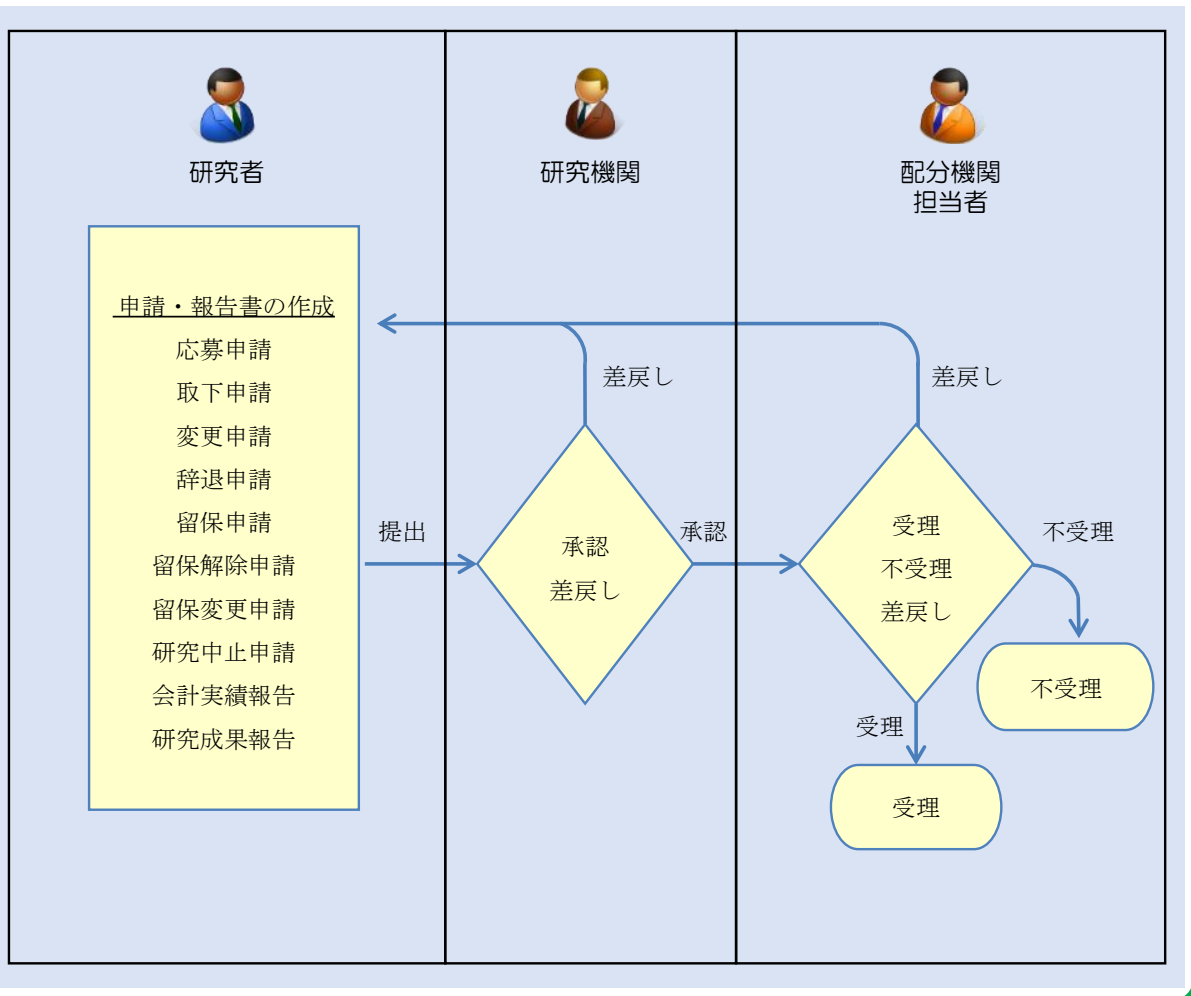 研究者
研究機関
配分機関
担当者
申請・報告書の作成
応募申請
取下申請
変更申請
辞退申請
留保申請
留保解除申請
留保変更申請
研究中止申請
会計実績報告
研究成果報告
提出
差戻し
承認
差戻し
承認
差戻し
受理
不受理
差戻し
不受理
不受理
受理
受理